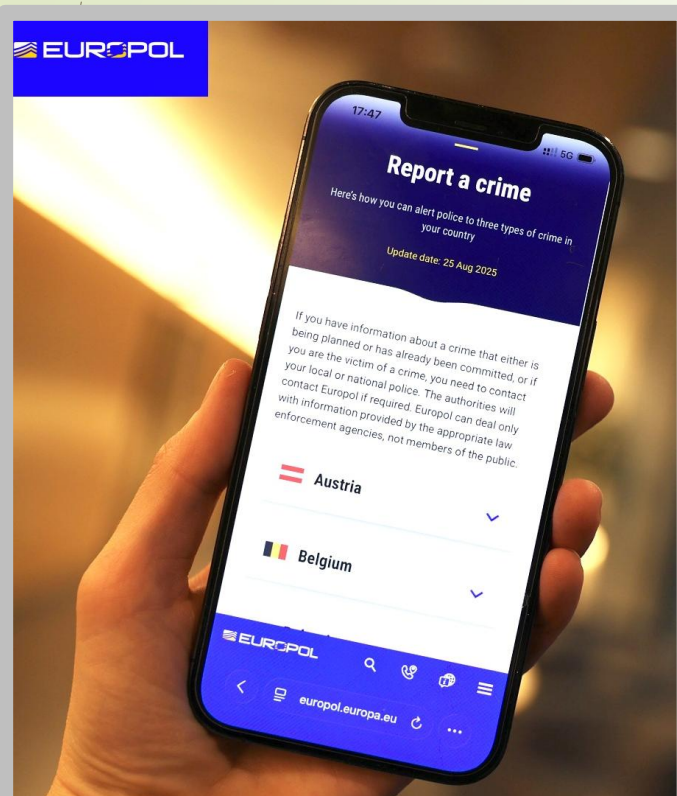 EUROPOL
17:47
5G
Report a crime
Here's how you can alert police to three types of crime in
your country
Update date: 25 Aug 2025
If you have information about a crime that either is
being planned or has already been committed, or if
you are the victim of a crime, you need to contact
your local or national police. The authorities will
contact Europol if required. Europol can deal only
with information provided by the appropriate law
enforcement agencies, not members of the public.
Austria
Belgium
EUROPOL
europol.europa.eu